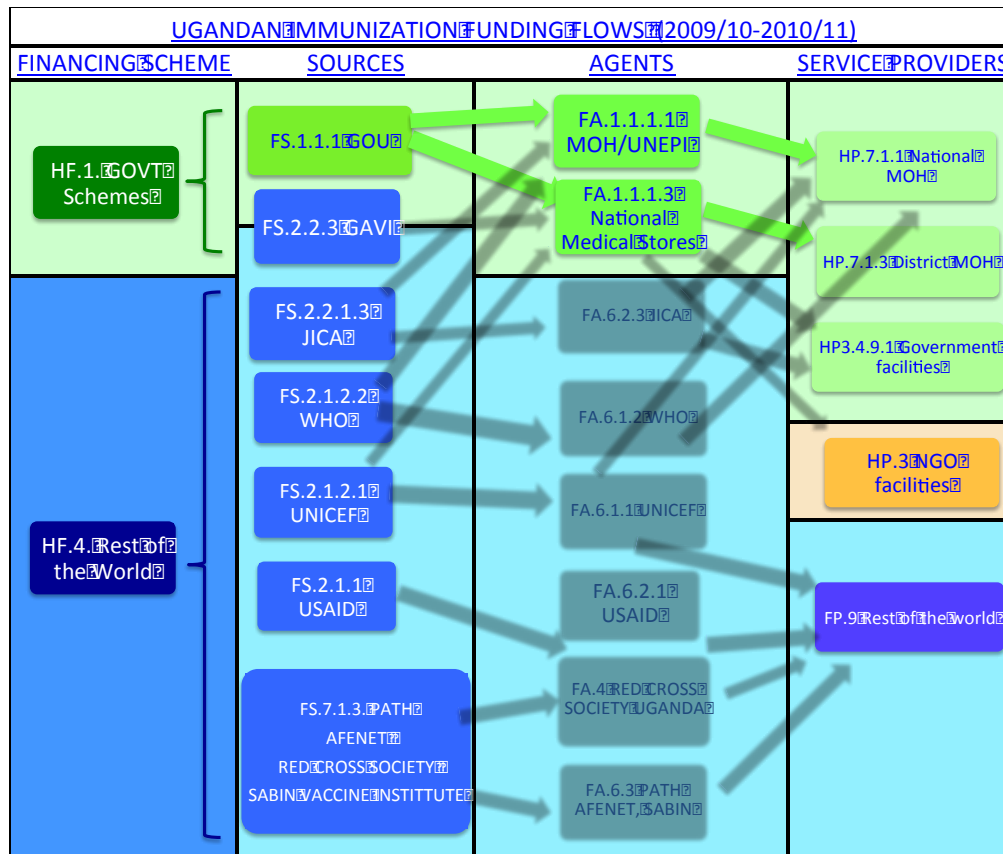 UGANDAN IMMUNIZATION FUNDING FLOWS (2009/10-2010/11)
FINANCING SCHEME
SOURCES
AGENTS
SERVICE PROVIDERS
HF.1. GOVT
Schemes
HF.4. Rest of
the World
FS.1.1.1 GOU
FS.2.2.3 GAVI
FS.2.2.1.3
JICA
FS.2.1.2.2
WHO
FS.2.1.2.1
UNICEF
FS.2.1.1
USAID
FS.7.1.3. PATH
AFENET
RED CROSS SOCIETY
SABIN VACCINE INSTITTUTE
FA.1.1.1.1
MOH/UNEPI
FA.1.1.1.3
National
Medical Stores
FA.6.2.3 JICA
FA.6.1.2 WHO
FA.6.1.1 UNICEF
FA.6.2.1
USAID
FA.4 RED CROSS
SOCIETY UGANDA
FA.6.3 PATH
AFENET, SABIN
HP.7.1.1 National
MOH
HP.7.1.3 District MOH
HP3.4.9.1 Government
facilities
HP.3 NGO
facilities
FP.9 Rest of the world